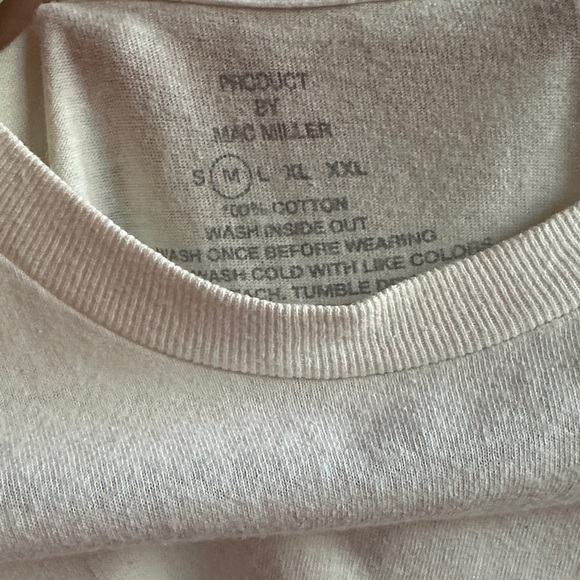 PRODUCT
BY
MAC MILLER
S M L XL XXL
100% COTTON
WASH INSIDE OUT
WASH ONCE BEFORE WEARING
WASH COLD WITH LIKE COLORS
TUMBLE